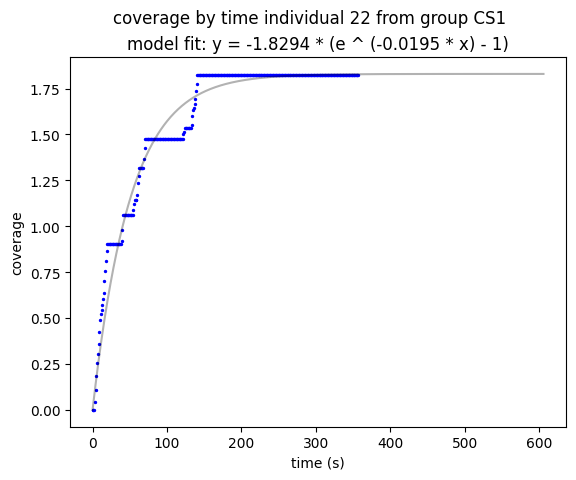 coverage by time individual 22 from group CS1
model fit: y = -1.8294 * (e ^ (-0.0195 * x) - 1)
coverage
1.75
1.50
1.25
1.00
0.75
0.50
0.25
0.00
0 100 200 300 400 500 600
time (s)